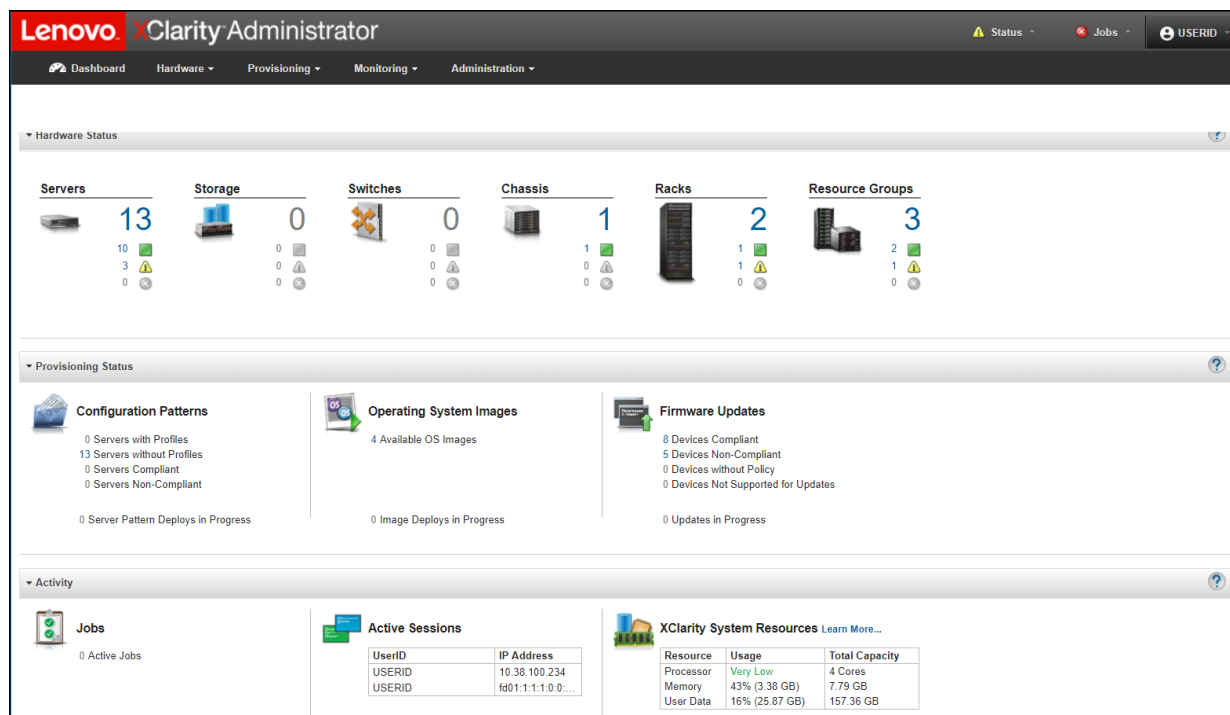 Lenovo. XClarity Administrator
Status
Jobs
USERID
Dashboard Hardware Provisioning Monitoring Administration
Hardware Status
?
Servers Storage Switches Chassis Racks Resource Groups
13 0 0 1 2 3
10 0 0 1 1 2
3 0 0 0 1 1
0 0 0 0 0 0
Provisioning Status
?
Configuration Patterns
0 Servers with Profiles
13 Servers without Profiles
0 Servers Compliant
0 Servers Non-Compliant
0 Server Pattern Deploys in Progress
OS
OS
Operating System Images
4 Available OS Images
0 Image Deploys in Progress
Firmware Updates
8 Devices Compliant
5 Devices Non-Compliant
0 Devices without Policy
0 Devices Not Supported for Updates
0 Updates in Progress
Activity
?
Jobs
0 Active Jobs
Active Sessions
UserID IP Address
USERID 10.38.100.234
USERID fd01:1:1:1:0:0:...
XClarity System Resources Learn More...
Resource Usage Total Capacity
Processor Very Low 4 Cores
Memory 43% (3.38 GB) 7.79 GB
User Data 16% (25.87 GB) 157.36 GB